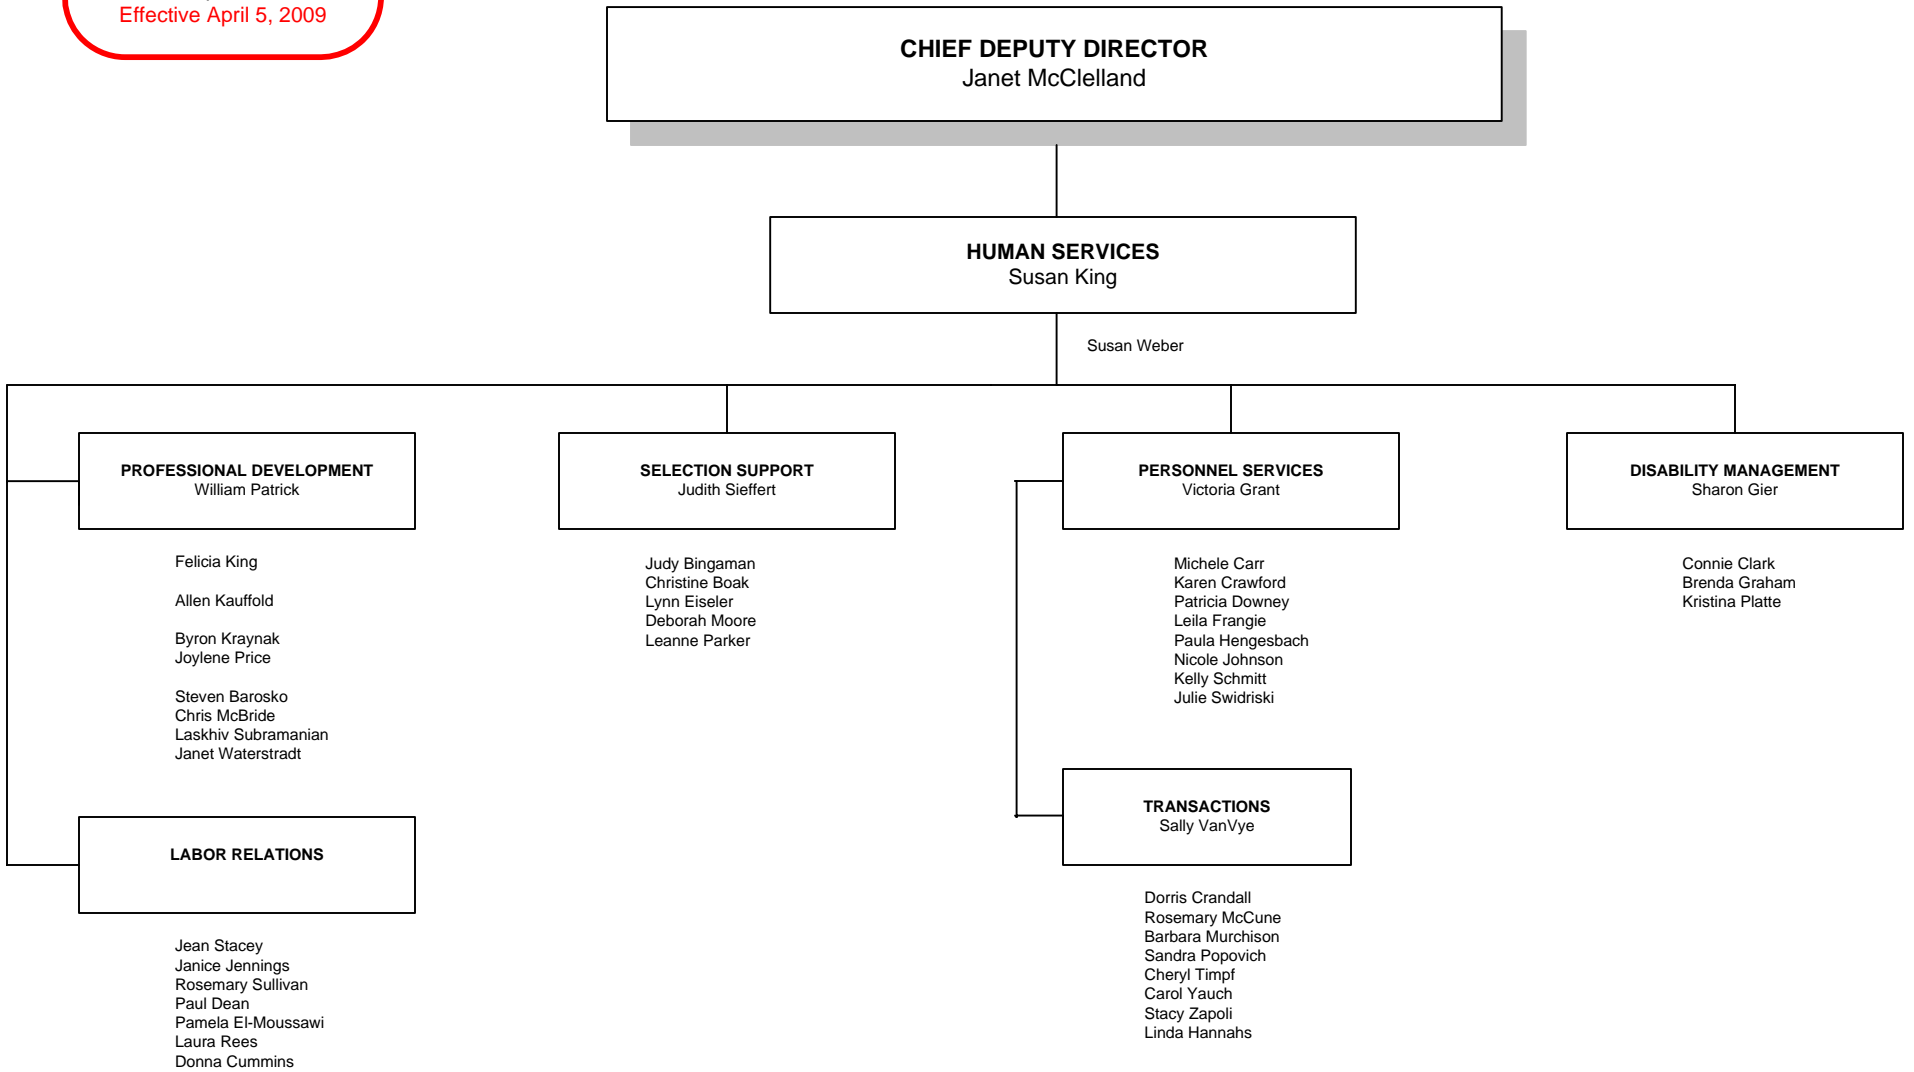 Effective April 5, 2009
CHIEF DEPUTY DIRECTOR
Janet McClelland
HUMAN SERVICES
Susan King
Susan Weber
PROFESSIONAL DEVELOPMENT
William Patrick
Felicia King
Allen Kauffold
Byron Kraynak
Joylene Price
Steven Barosko
Chris McBride
Laskhiv Subramanian
Janet Waterstradt
LABOR RELATIONS
Jean Stacey
Janice Jennings
Rosemary Sullivan
Paul Dean
Pamela El-Moussawi
Laura Rees
Donna Cummins
SELECTION SUPPORT
Judith Sieffert
Judy Bingaman
Christine Boak
Lynn Eiseler
Deborah Moore
Leanne Parker
PERSONNEL SERVICES
Victoria Grant
Michele Carr
Karen Crawford
Patricia Downey
Leila Frangie
Paula Hengesbach
Nicole Johnson
Kelly Schmitt
Julie Swidriski
TRANSACTIONS
Sally VanVye
Dorris Crandall
Rosemary McCune
Barbara Murchison
Sandra Popovich
Cheryl Timpf
Carol Yauch
Stacy Zapoli
Linda Hannahs
DISABILITY MANAGEMENT
Sharon Gier
Connie Clark
Brenda Graham
Kristina Platte